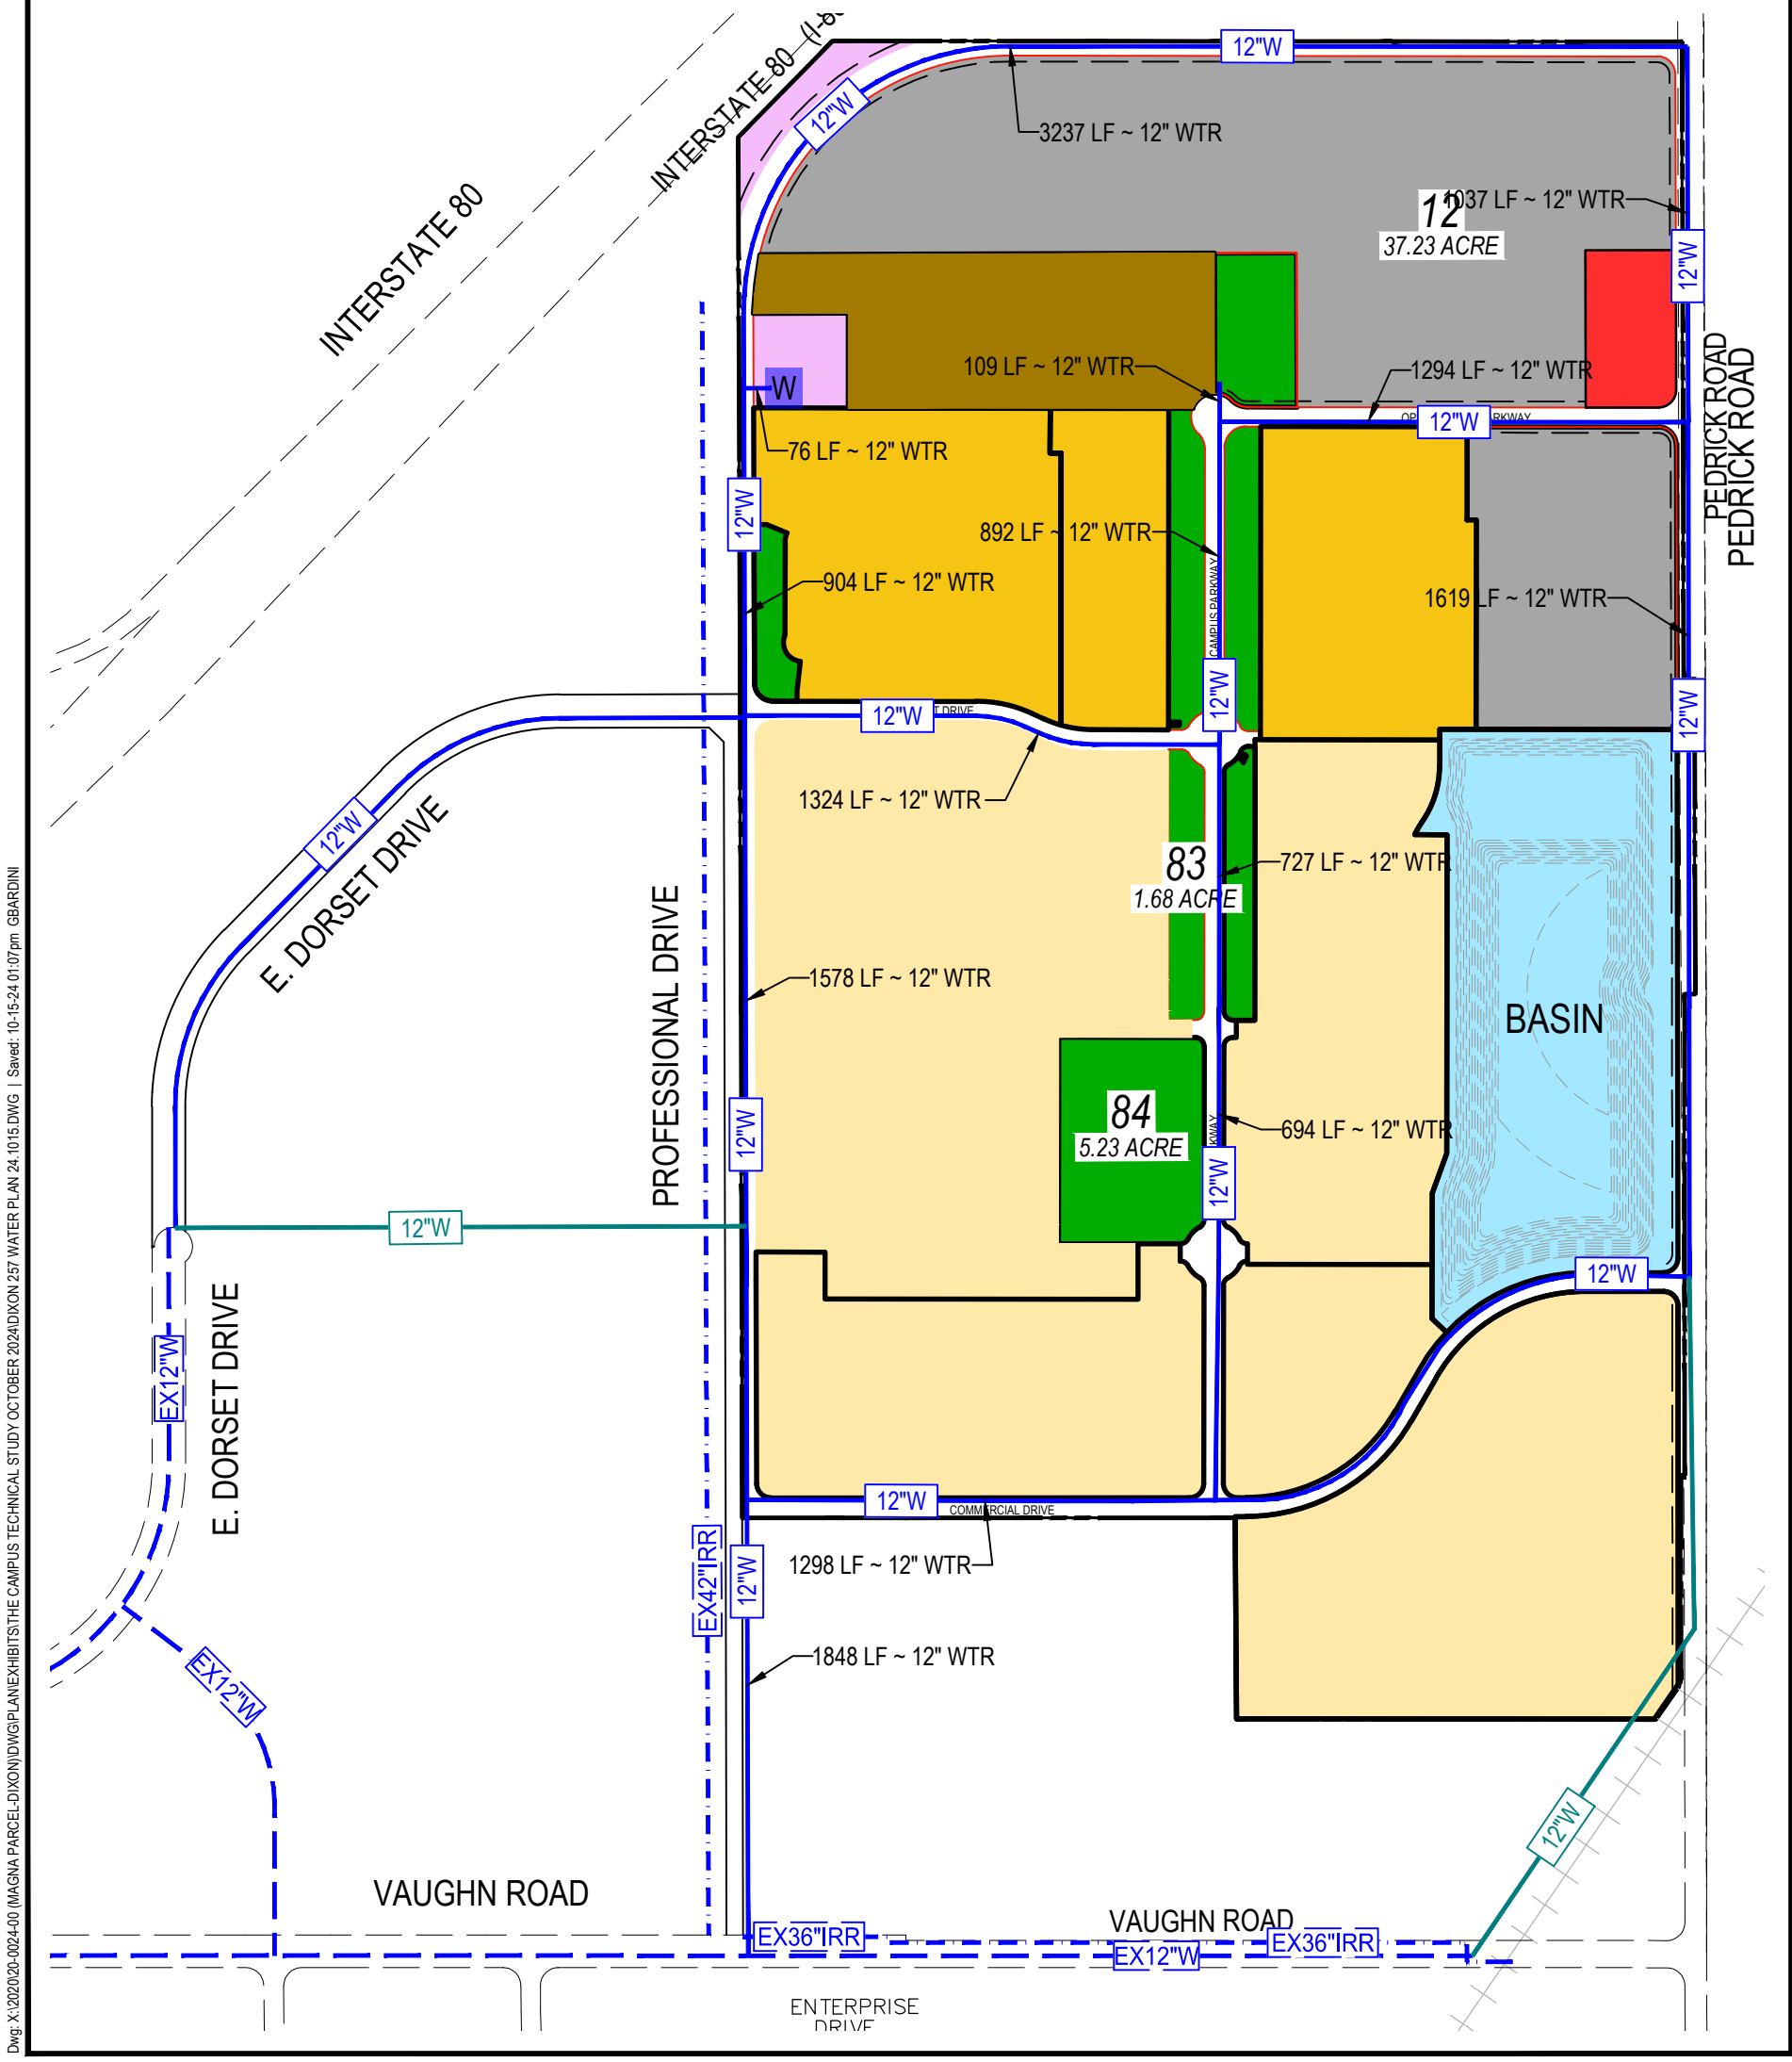 INTERSTATE 80 (I-80
INTERSTATE 80
12"W
12"W
3237 LF ~ 12" WTR
1037 LF ~ 12" WTR
12
37.23 ACRE
12"W
109 LF ~ 12" WTR
1294 LF ~ 12" WTR
W
12"W
RKWAY
PEDRICK ROAD
PEDRICK ROAD
76 LF ~ 12" WTR
12"W
892 LF ~ 12" WTR
904 LF ~ 12" WTR
CAMPUS PARKWAY
1619 LF ~ 12" WTR
12"W
12"W
12"W
T DRIVE
1324 LF ~ 12" WTR
12"W
E. DORSET DRIVE
83
1.68 ACRE
727 LF ~ 12" WTR
PROFESSIONAL DRIVE
1578 LF ~ 12" WTR
BASIN
84
5.23 ACRE
694 LF ~ 12" WTR
KWAY
12"W
12"W
12"W
12"W
EX12"W
E. DORSET DRIVE
12"W
COMMERCIAL DRIVE
1298 LF ~ 12" WTR
EX42"IRR
12"W
1848 LF ~ 12" WTR
EX12"W
12"W
VAUGHN ROAD
VAUGHN ROAD
EX36"IRR
EX12"W
EX36"IRR
ENTERPRISE
DRIVE
Dwg: X:\2020\20-0024-00 (MAGNA PARCEL-DIXON)\DWG\PLAN\EXHIBITS\THE CAMPUS TECHNICAL STUDY OCTOBER 2024\DIXON 257 WATER PLAN 24.1015.DWG | Saved: 10-15-24 01:07pm GBARDINI